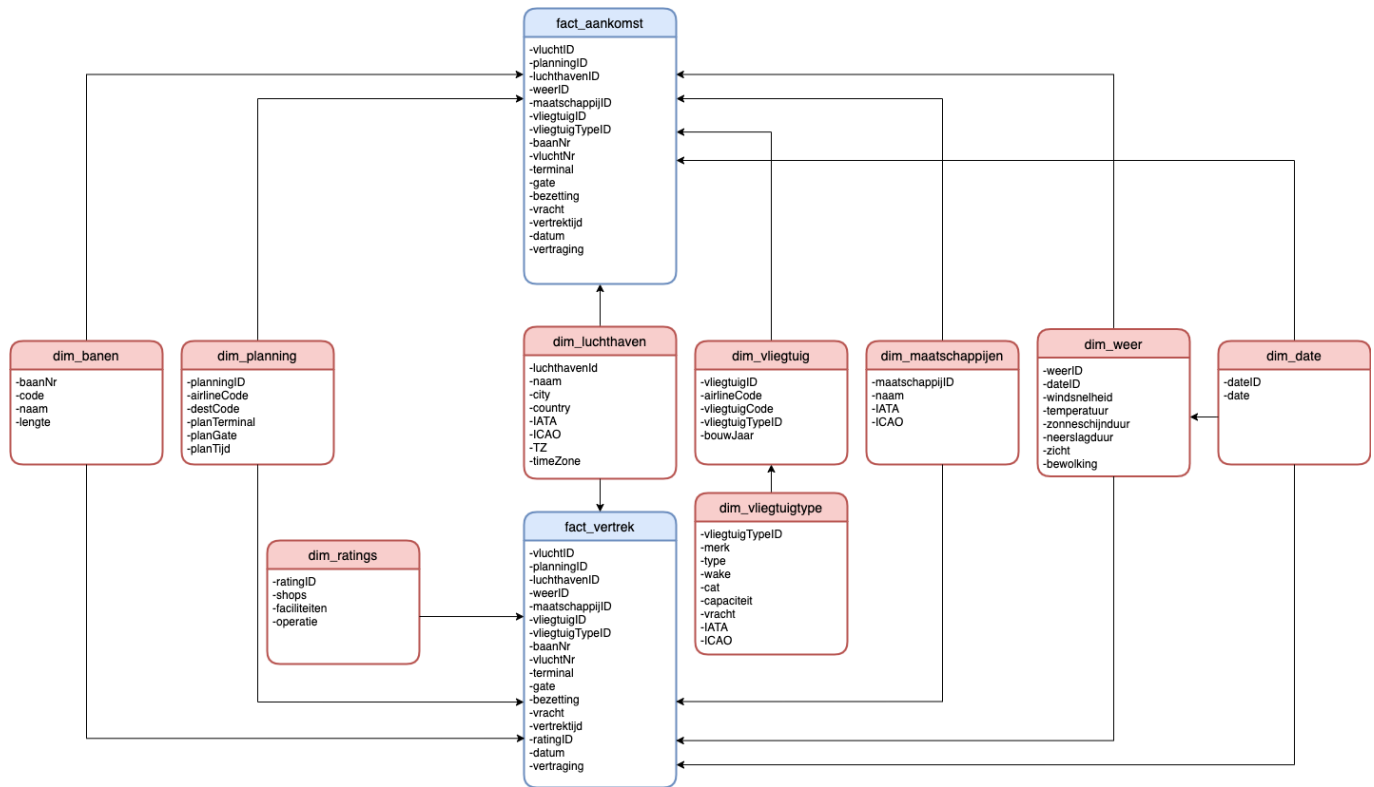 fact_aankomst
-vluchtID
-planningID
-luchthavenID
-weerID
-maatschappijID
-vliegtuigID
-vliegtuigTypeID
-baanNr
-vluchtNr
-terminal
-gate
-bezetting
-vracht
-vertrektijd
-datum
-vertraging
dim_banen
-baanNr
-code
-naam
-lengte
dim_planning
-planningID
-airlineCode
-destCode
-planTerminal
-planGate
-planTijd
dim_luchthaven
-luchthavenId
-naam
-city
-country
-IATA
-ICAO
-TZ
-timeZone
dim_vliegtuig
-vliegtuigID
-airlineCode
-vliegtuigCode
-vliegtuigTypeID
-bouwJaar
dim_maatschappijen
-maatschappijID
-naam
-IATA
-ICAO
dim_weer
-weerID
-dateID
-windsnelheid
-temperatuur
-zonneschijnduur
-neerslagduur
-zicht
-bewolking
dim_date
-dateID
-date
dim_ratings
-ratingID
-shops
-faciliteiten
-operatie
fact_vertrek
-vluchtID
-planningID
-luchthavenID
-weerID
-maatschappijID
-vliegtuigID
-vliegtuigTypeID
-baanNr
-vluchtNr
-terminal
-gate
-bezetting
-vracht
-vertrektijd
-ratingID
-datum
-vertraging
dim_vliegtuigtype
-vliegtuigTypeID
-merk
-type
-wake
-cat
-capaciteit
-vracht
-IATA
-ICAO